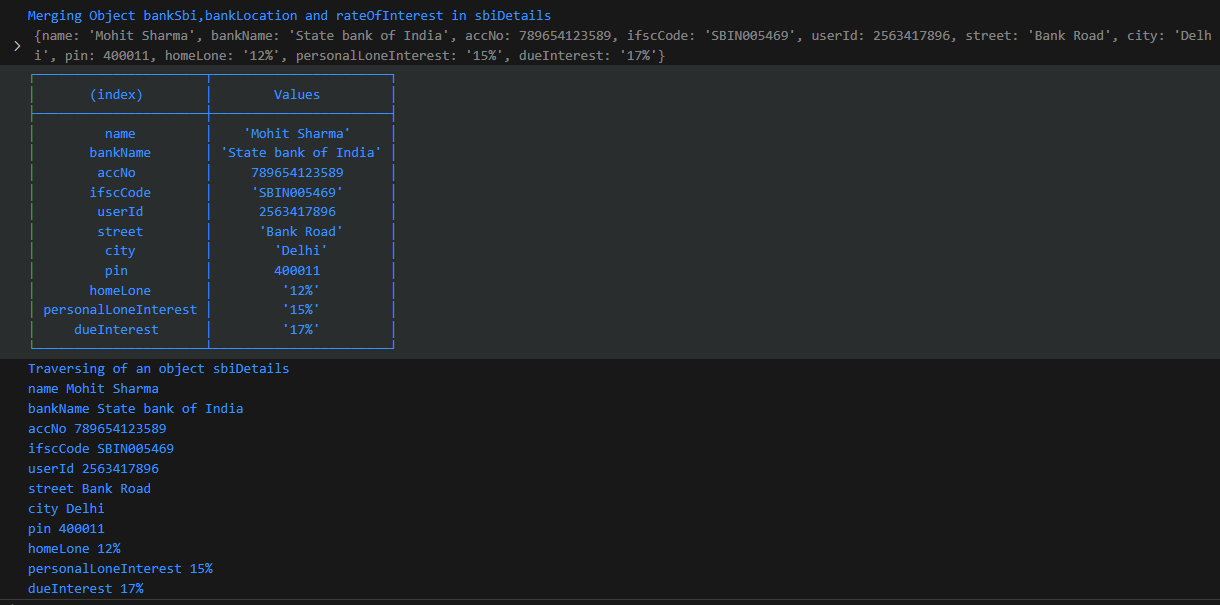 Merging Object bankSbi,bankLocation and rateOfInterest in sbiDetails
{name: 'Mohit Sharma', bankName: 'State bank of India', accNo: 789654123589, ifscCode: 'SBIN005469', userId: 2563417896, street: 'Bank Road', city: 'Delh
i', pin: 400011, homeLone: '12%', personalLoneInterest: '15%', dueInterest: '17%'}
(index) Values
name 'Mohit Sharma'
bankName 'State bank of India'
accNo 789654123589
ifscCode 'SBIN005469'
userId 2563417896
street 'Bank Road'
city 'Delhi'
pin 400011
homeLone '12%'
personalLoneInterest '15%'
dueInterest '17%'
Traversing of an object sbiDetails
name Mohit Sharma
bankName State bank of India
accNo 789654123589
ifscCode SBIN005469
userId 2563417896
street Bank Road
city Delhi
pin 400011
homeLone 12%
personalLoneInterest 15%
dueInterest 17%